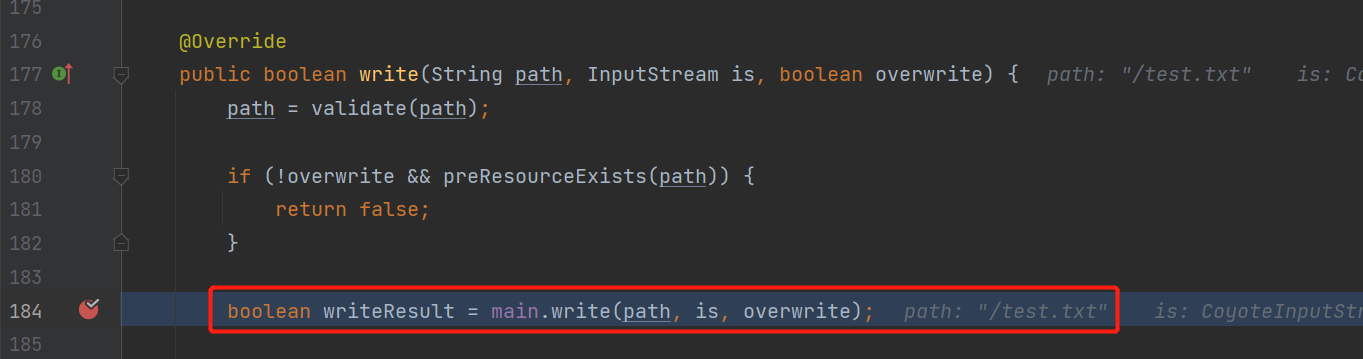 175
176 @Override
177 public boolean write(String path, InputStream is, boolean overwrite) { path: "/test.txt" is: Co
178 path = validate(path);
179
180 if (!overwrite && preResourceExists(path)) {
181 return false;
182 }
183
184 boolean writeResult = main.write(path, is, overwrite); path: "/test.txt" is: CoyoteInputStr
185